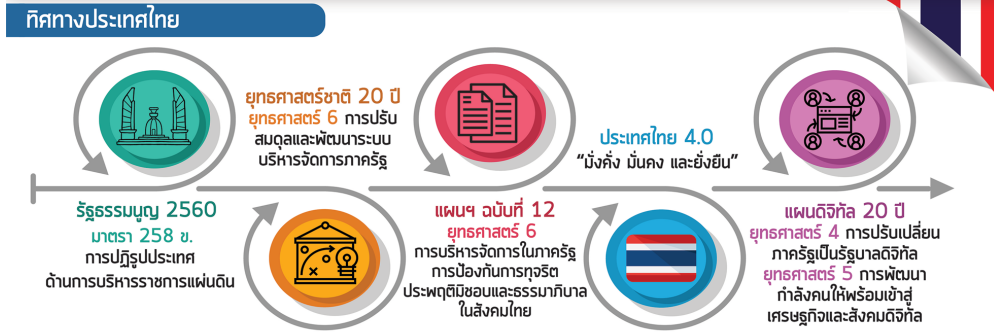 ทิศทางประเทศไทย
รัฐธรรมนูญ 2560
มาตรา 258 ข.
การปฏิรูปประเทศ
ด้านการบริหารราชการแผ่นดิน
ยุทธศาสตร์ชาติ 20 ปี
ยุทธศาสตร์ 6 การปรับ
สมดุลและพัฒนาระบบ
บริหารจัดการภาครัฐ
แผนฯ ฉบับที่ 12
ยุทธศาสตร์ 6
การบริหารจัดการในภาครัฐ
การป้องกันการทุจริต
ประพฤติมิชอบและธรรมาภิบาล
ในสังคมไทย
ประเทศไทย 4.0
“มั่งคั่ง มั่นคง และยั่งยืน”
แผนดิจิทัล 20 ปี
ยุทธศาสตร์ 4 การปรับเปลี่ยน
ภาครัฐเป็นรัฐบาลดิจิทัล
ยุทธศาสตร์ 5 การพัฒนา
กำลังคนให้พร้อมเข้าสู่
เศรษฐกิจและสังคมดิจิทัล